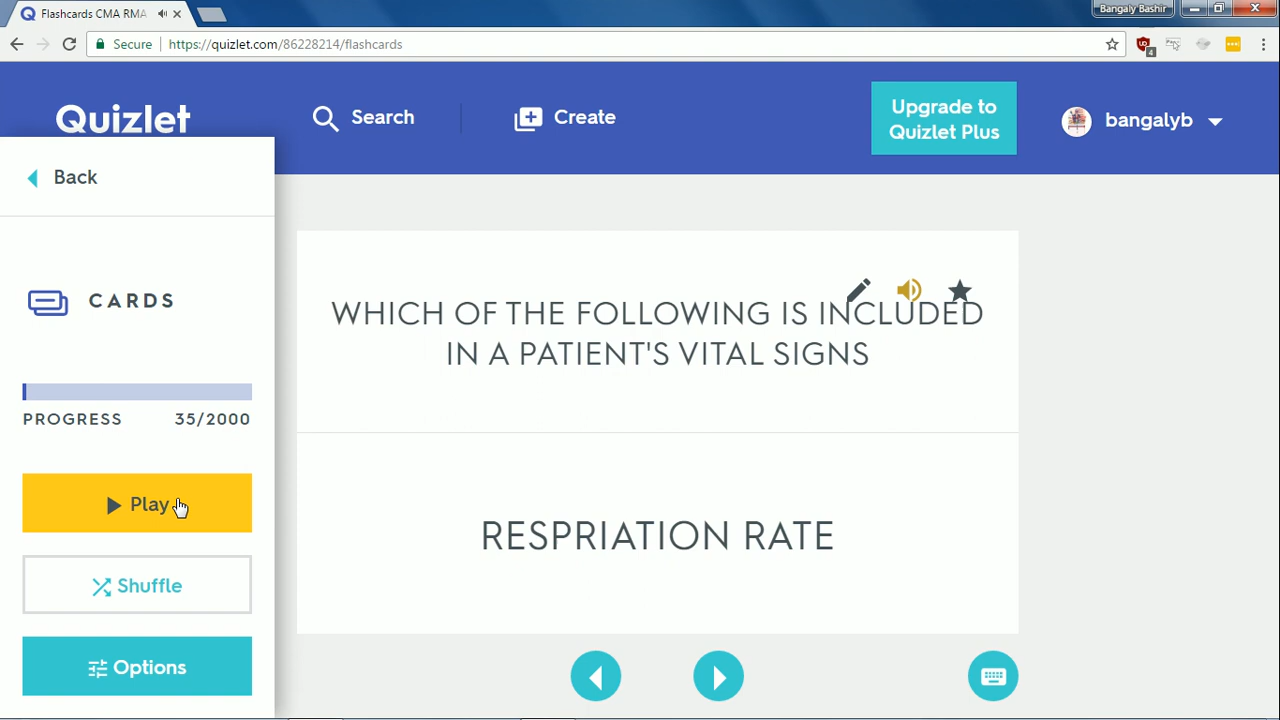 Flashcards CMA RMA
Bangaly Bashir
Secure
https://quizlet.com/86228214/flashcards
4
Quizlet
Search
Create
Upgrade to
Quizlet Plus
bangalyb
Back
CARDS
PROGRESS 35/2000
Play
Shuffle
Options
WHICH OF THE FOLLOWING IS INCLUDED
IN A PATIENT'S VITAL SIGNS
RESPRIATION RATE